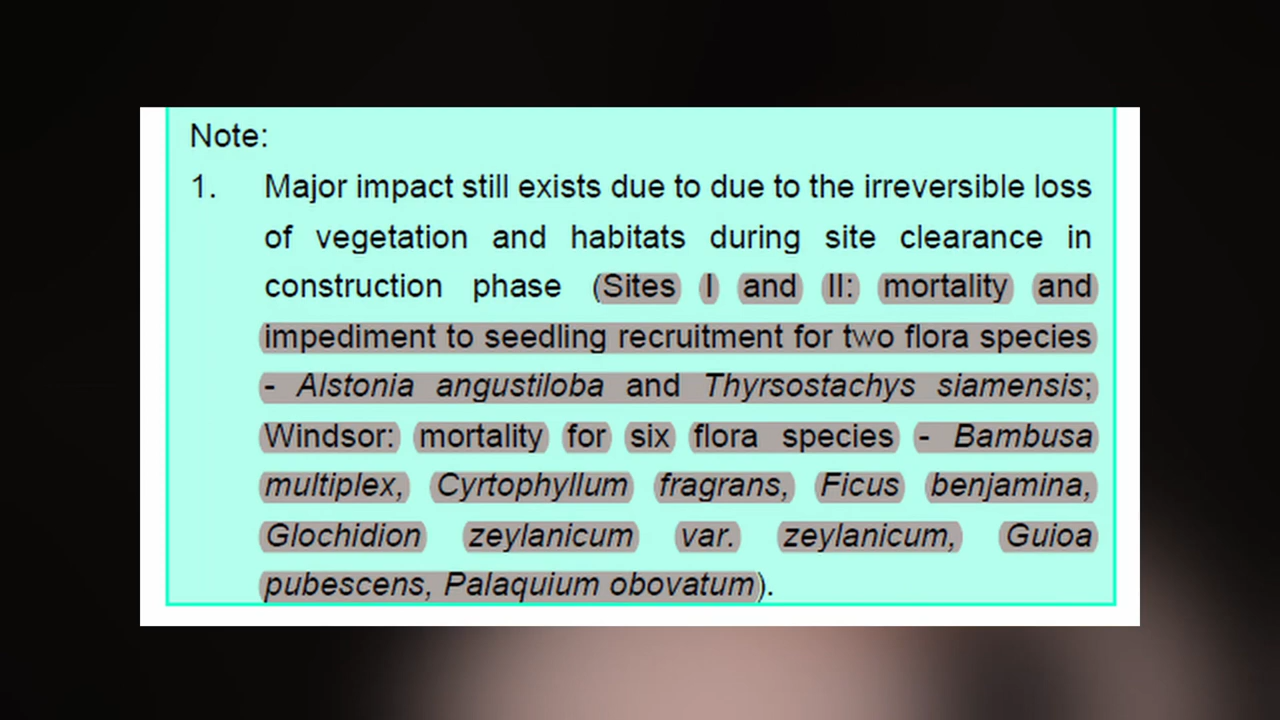 Note:
1. Major impact still exists due to due to the irreversible loss
of vegetation and habitats during site clearance in
construction phase (Sites I and II: mortality and
impediment to seedling recruitment for two flora species
- Alstonia angustiloba and Thyrsostachys siamensis;
Windsor: mortality for six flora species - Bambusa
multiplex, Cyrtophyllum fragrans, Ficus benjamina,
Glochidion zeylanicum var. zeylanicum, Guioa
pubescens, Palaquium obovatum).